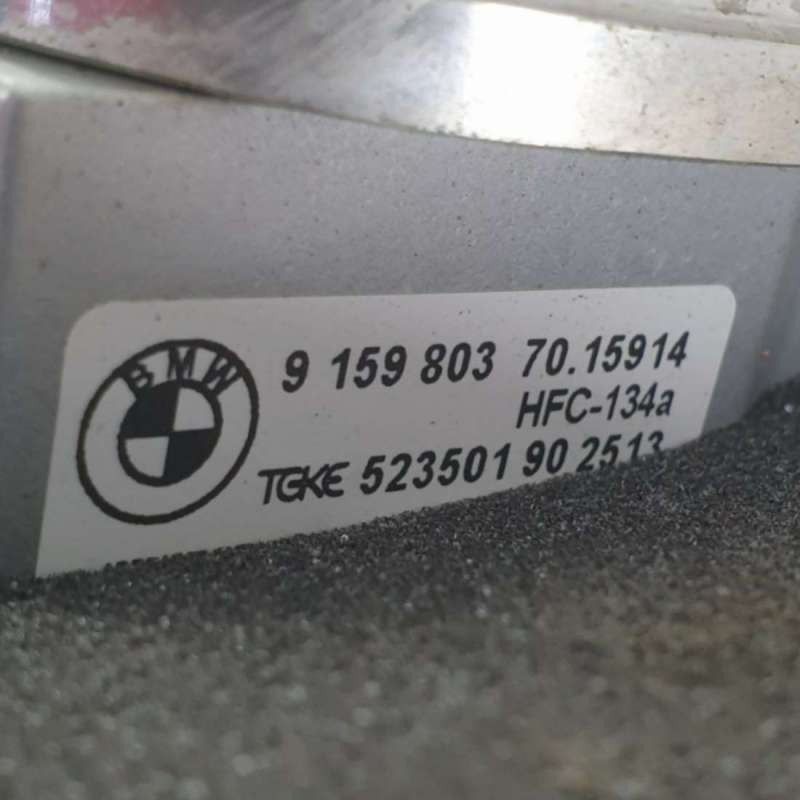 BMW
9 159 803 70.15914
HFC-134a
TGKE 523501 90 2513